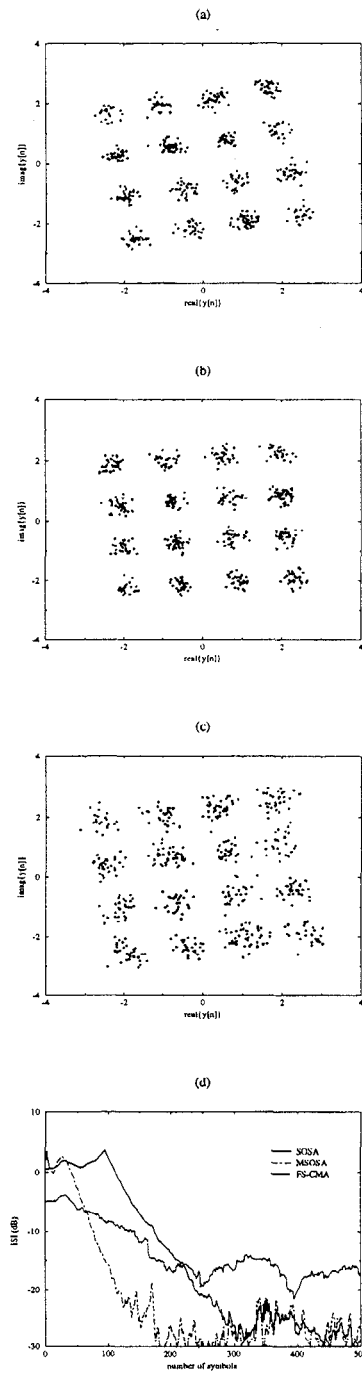 (a)
4
2
0
-2
-4
imag{y[n]}
-4 -2 0 2 4
real{y[n]}
(b)
4
2
0
-2
-4
imag{y[n]}
-4 -2 0 2 4
real{y[n]}
(c)
4
2
0
-2
-4
imag{y[n]}
-4 -2 0 2 4
real{y[n]}
(d)
10
0
-10
-20
-30
ISI (dB)
SOSA
MSOSA
FS-CMA
0 100 200 300 400 500
number of symbols